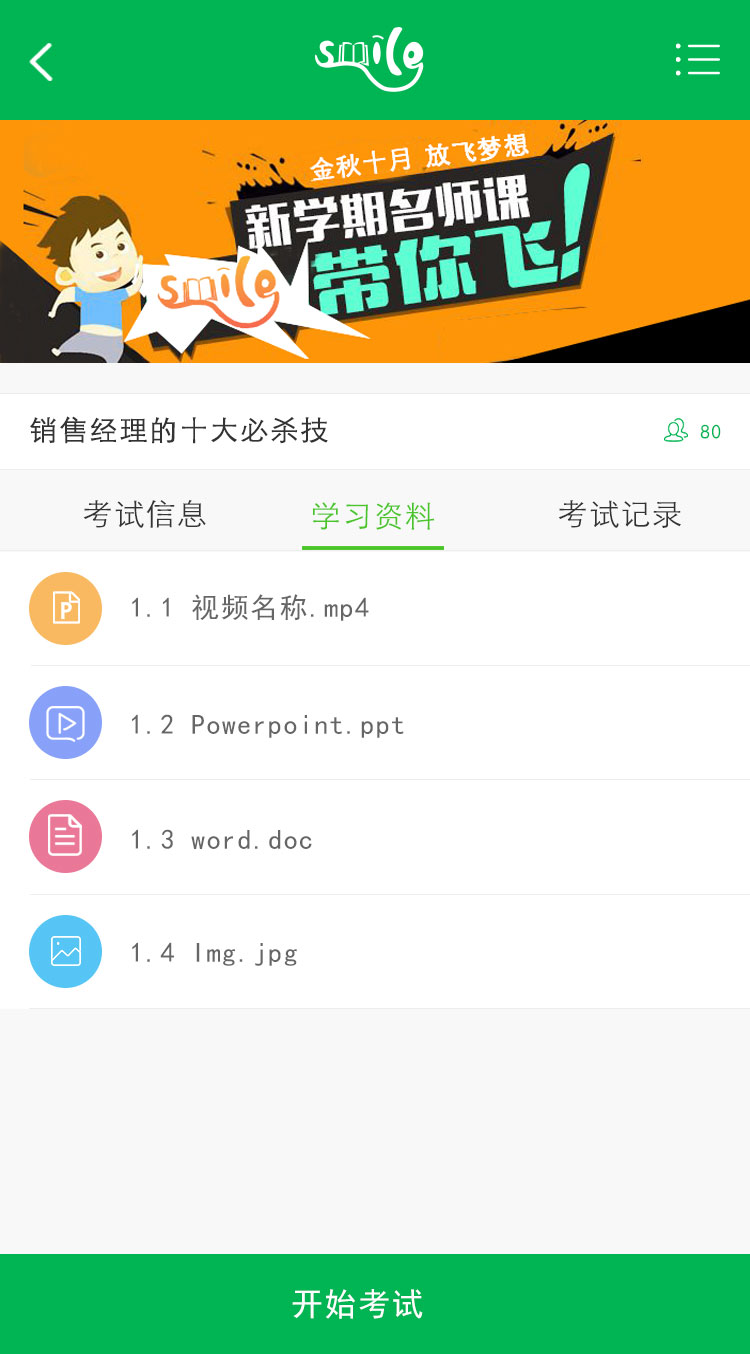 smile
金秋十月 放飞梦想
新学期名师课
带你飞!
smile
销售经理的十大必杀技
80
考试信息 学习资料 考试记录
P
1.1 视频名称.mp4
1.2 Powerpoint.ppt
1.3 word.doc
1.4 Img.jpg
开始考试